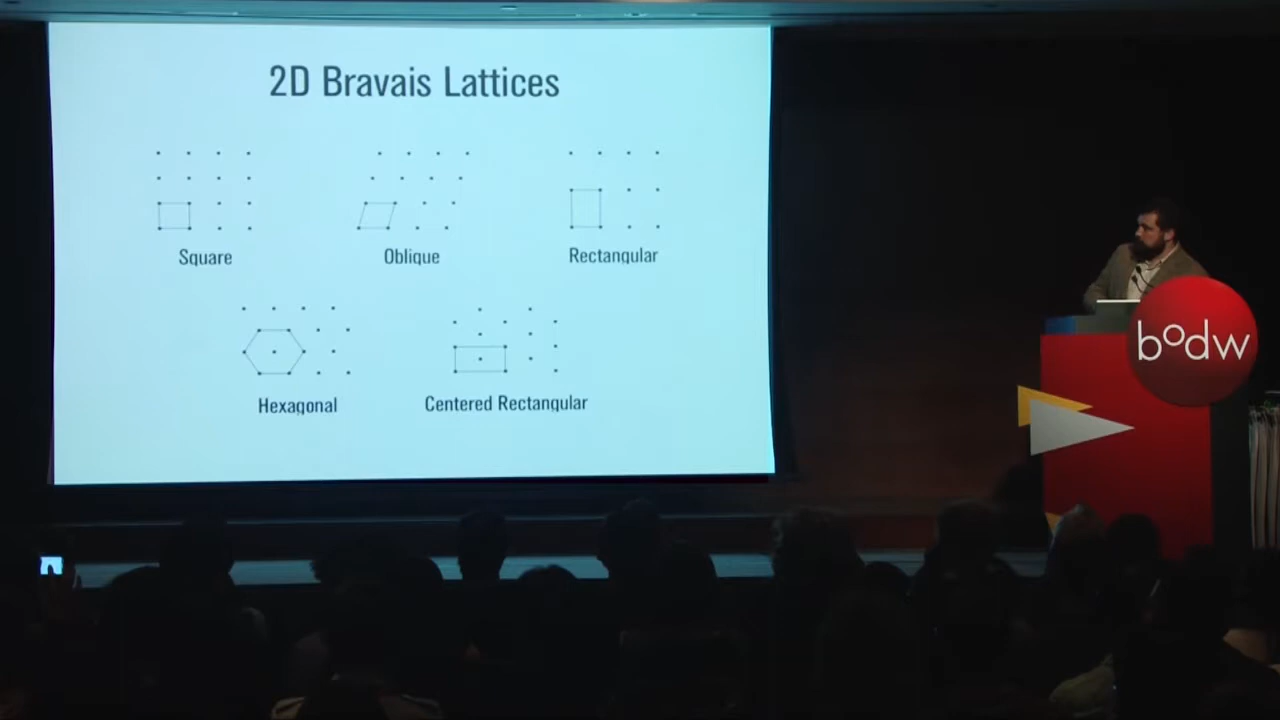 2D Bravais Lattices
Square
Oblique
Rectangular
Hexagonal
Centered Rectangular
bodw